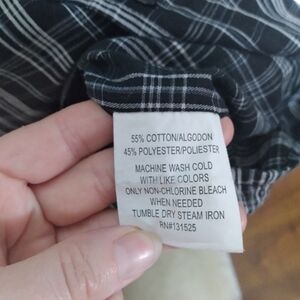 55% COTTON/ALGODON
45% POLYESTER/POLIESTER
MACHINE WASH COLD
WITH LIKE COLORS
ONLY NON-CHLORINE BLEACH
WHEN NEEDED
TUMBLE DRY STEAM IRON
RN#131525